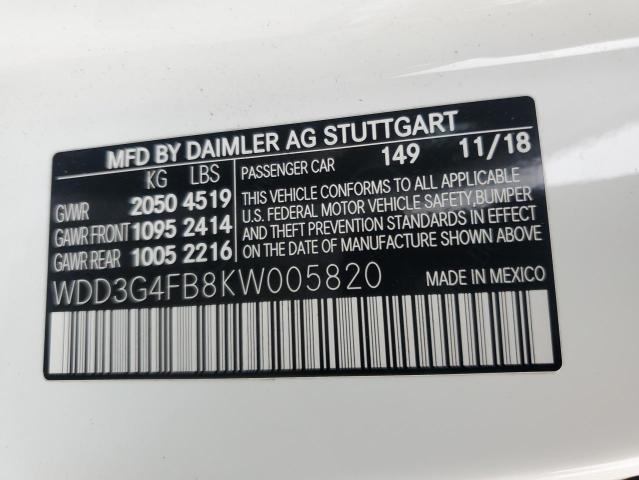 MFD BY DAIMLER AG STUTTGART
KG LBS
GVWR 2050 4519
GAWR FRONT 1095 2414
GAWR REAR 1005 2216
PASSENGER CAR 149 11/18
THIS VEHICLE CONFORMS TO ALL APPLICABLE
U.S. FEDERAL MOTOR VEHICLE SAFETY,BUMPER
AND THEFT PREVENTION STANDARDS IN EFFECT
ON THE DATE OF MANUFACTURE SHOWN ABOVE.
WDD3G4FB8KW005820
MADE IN MEXICO